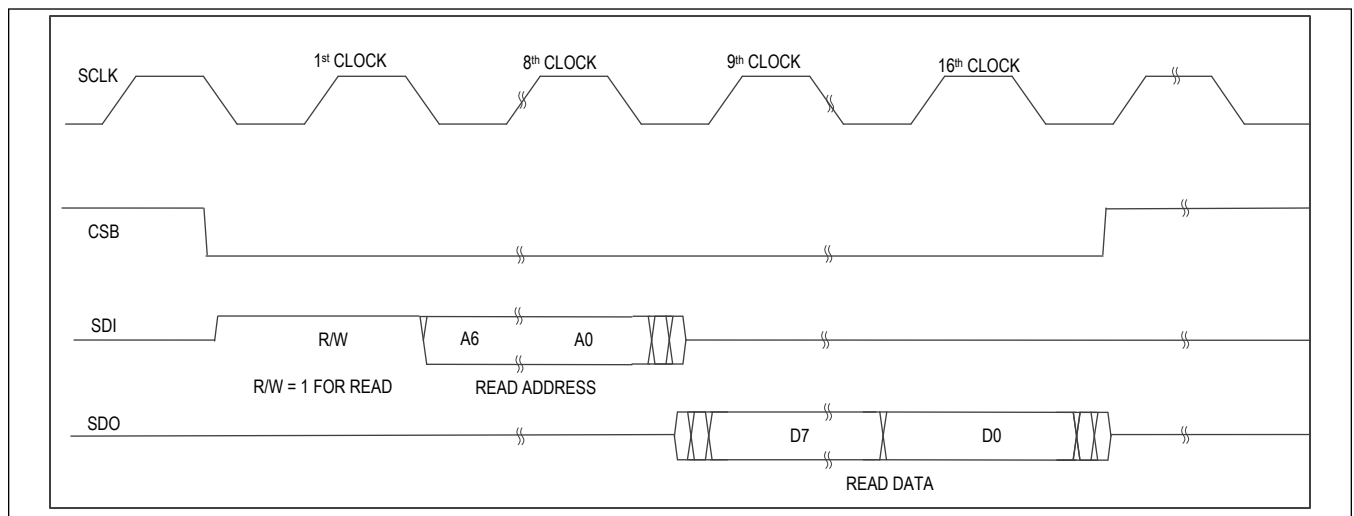 1st CLOCK 8th CLOCK 9th CLOCK 16th CLOCK
SCLK
CSB
SDI
R/W A6 A0
R/W = 1 FOR READ READ ADDRESS
SDO
D7 D0
READ DATA